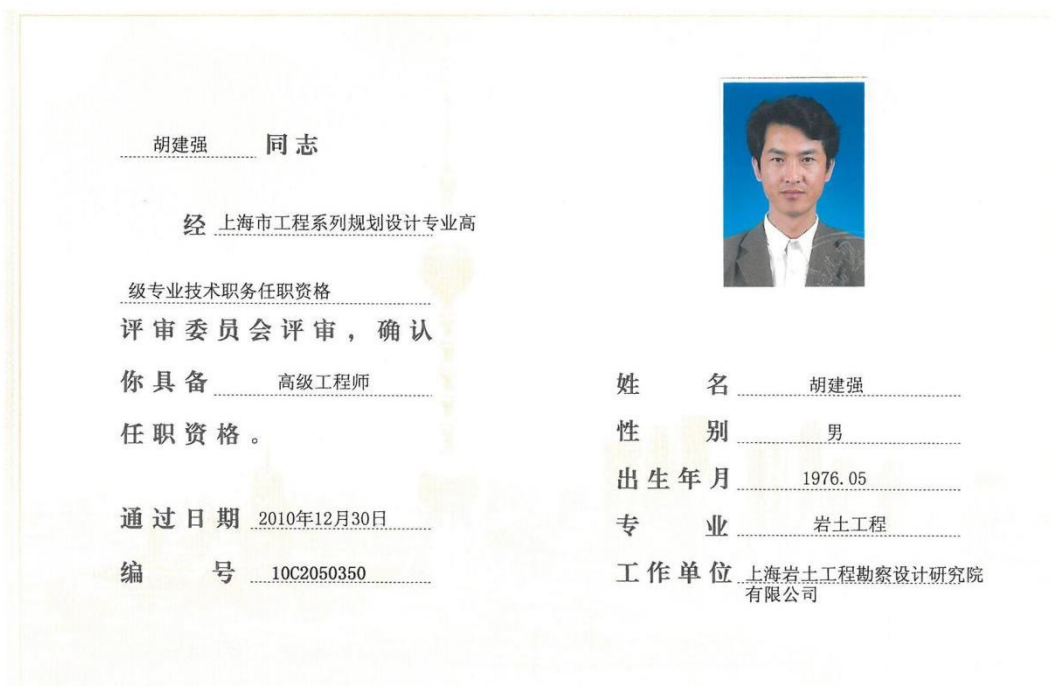 胡建强 同志
经 上海市工程系列规划设计专业高
级专业技术职务任职资格
评审委员会评审，确认
你具备 高级工程师
任职资格。
通过日期 2010年12月30日
编号 10C2050350
姓名 胡建强
性别 男
出生年月 1976.05
专业 岩土工程
工作单位 上海岩土工程勘察设计研究院
有限公司